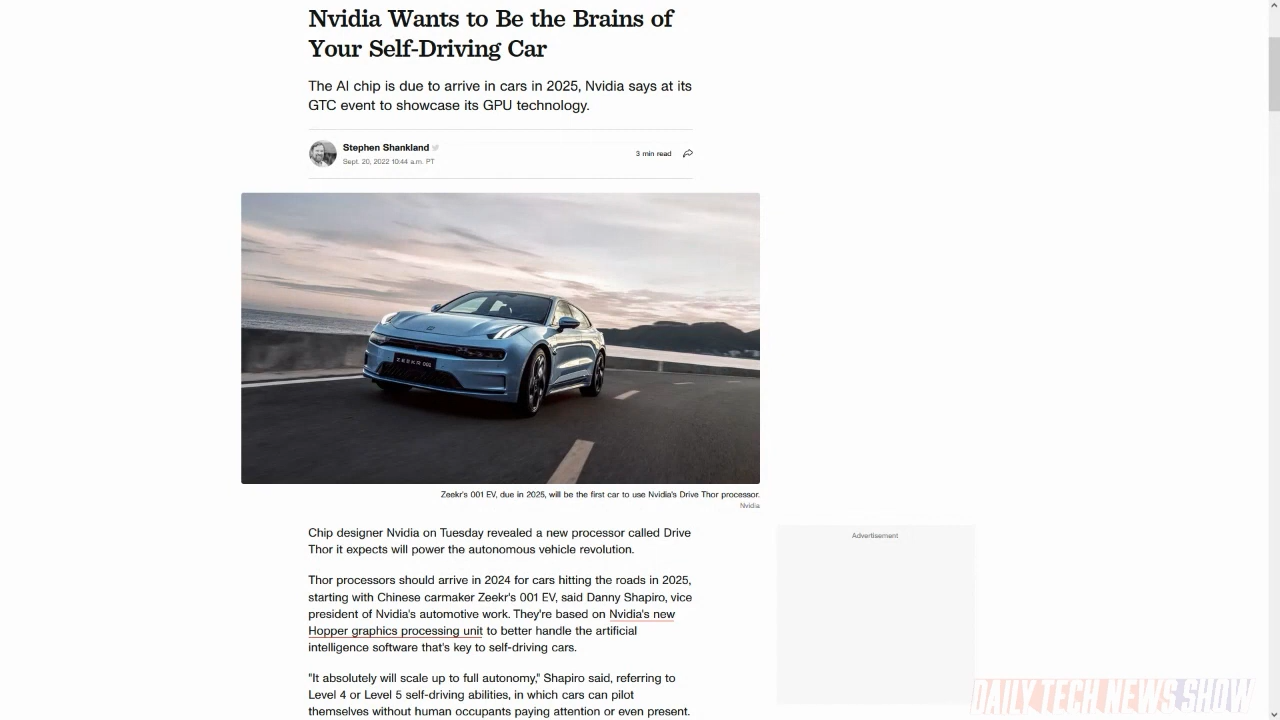 Nvidia Wants to Be the Brains of
Your Self-Driving Car
The AI chip is due to arrive in cars in 2025, Nvidia says at its
GTC event to showcase its GPU technology.
Stephen Shankland
Sept. 20, 2022 10:44 a.m. PT
3 min read
ZEEKR 001
Zeekr's 001 EV, due in 2025, will be the first car to use Nvidia's Drive Thor processor.
Nvidia
Chip designer Nvidia on Tuesday revealed a new processor called Drive
Thor it expects will power the autonomous vehicle revolution.
Thor processors should arrive in 2024 for cars hitting the roads in 2025,
starting with Chinese carmaker Zeekr's 001 EV, said Danny Shapiro, vice
president of Nvidia's automotive work. They're based on Nvidia's new
Hopper graphics processing unit to better handle the artificial
intelligence software that's key to self-driving cars.
"It absolutely will scale up to full autonomy," Shapiro said, referring to
Level 4 or Level 5 self-driving abilities, in which cars can pilot
themselves without human occupants paying attention or even present.
Advertisement
DAILY TECH NEWS SHOW